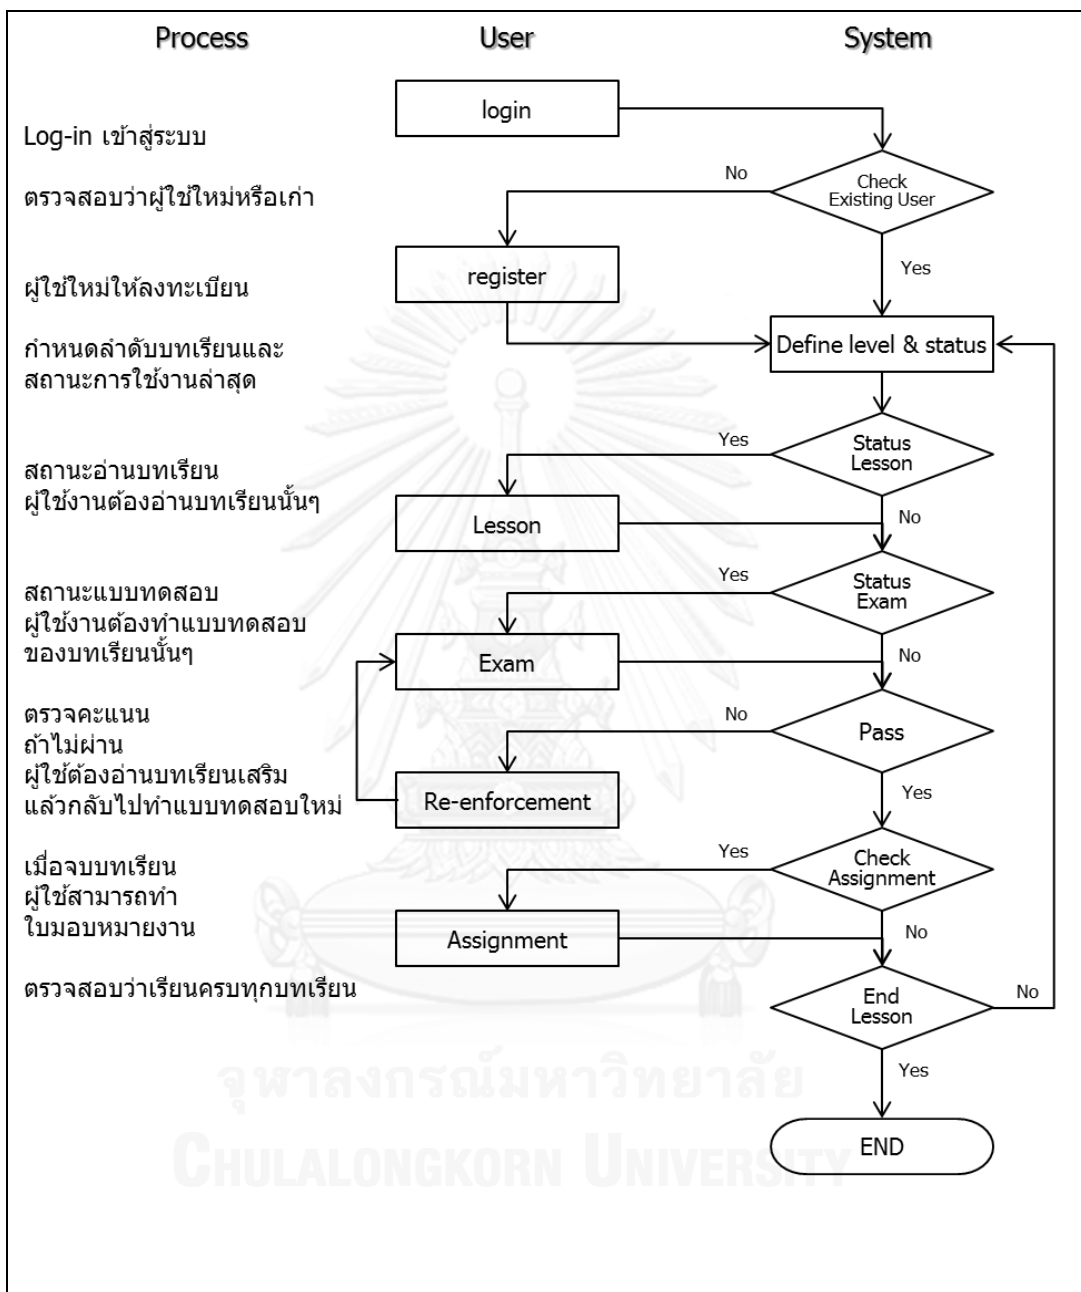 Process User System
login
Log-in เข้าสู่ระบบ
No
Check
Existing User
ตรวจสอบว่าผู้ใช้ใหม่หรือเก่า
Yes
register
ผู้ใช้ใหม่ให้ลงทะเบียน
Define level & status
กำหนดลำดับบทเรียนและ
สถานะการใช้งานล่าสุด
Yes
Status
Lesson
สถานะอ่านบทเรียน
ผู้ใช้งานต้องอ่านบทเรียนนั้นๆ
Lesson
No
Yes
Status
Exam
สถานะแบบทดสอบ
ผู้ใช้งานต้องทำแบบทดสอบ
ของบทเรียนนั้นๆ
Exam
No
ตรวจคะแนน
ถ้าไม่ผ่าน
ผู้ใช้ต้องอ่านบทเรียนเสริม
แล้วกลับไปทำแบบทดสอบใหม่
No
Pass
Re-enforcement
Yes
เมื่อจบบทเรียน
ผู้ใช้สามารถทำ
ใบมอบหมายงาน
Yes
Check
Assignment
Assignment
No
ตรวจสอบว่าเรียนครบทุกบทเรียน
End
Lesson
No
Yes
จุฬาลงกรณ์มหาวิทยาลัย
END
CHULALONGKORN UNIVERSITY